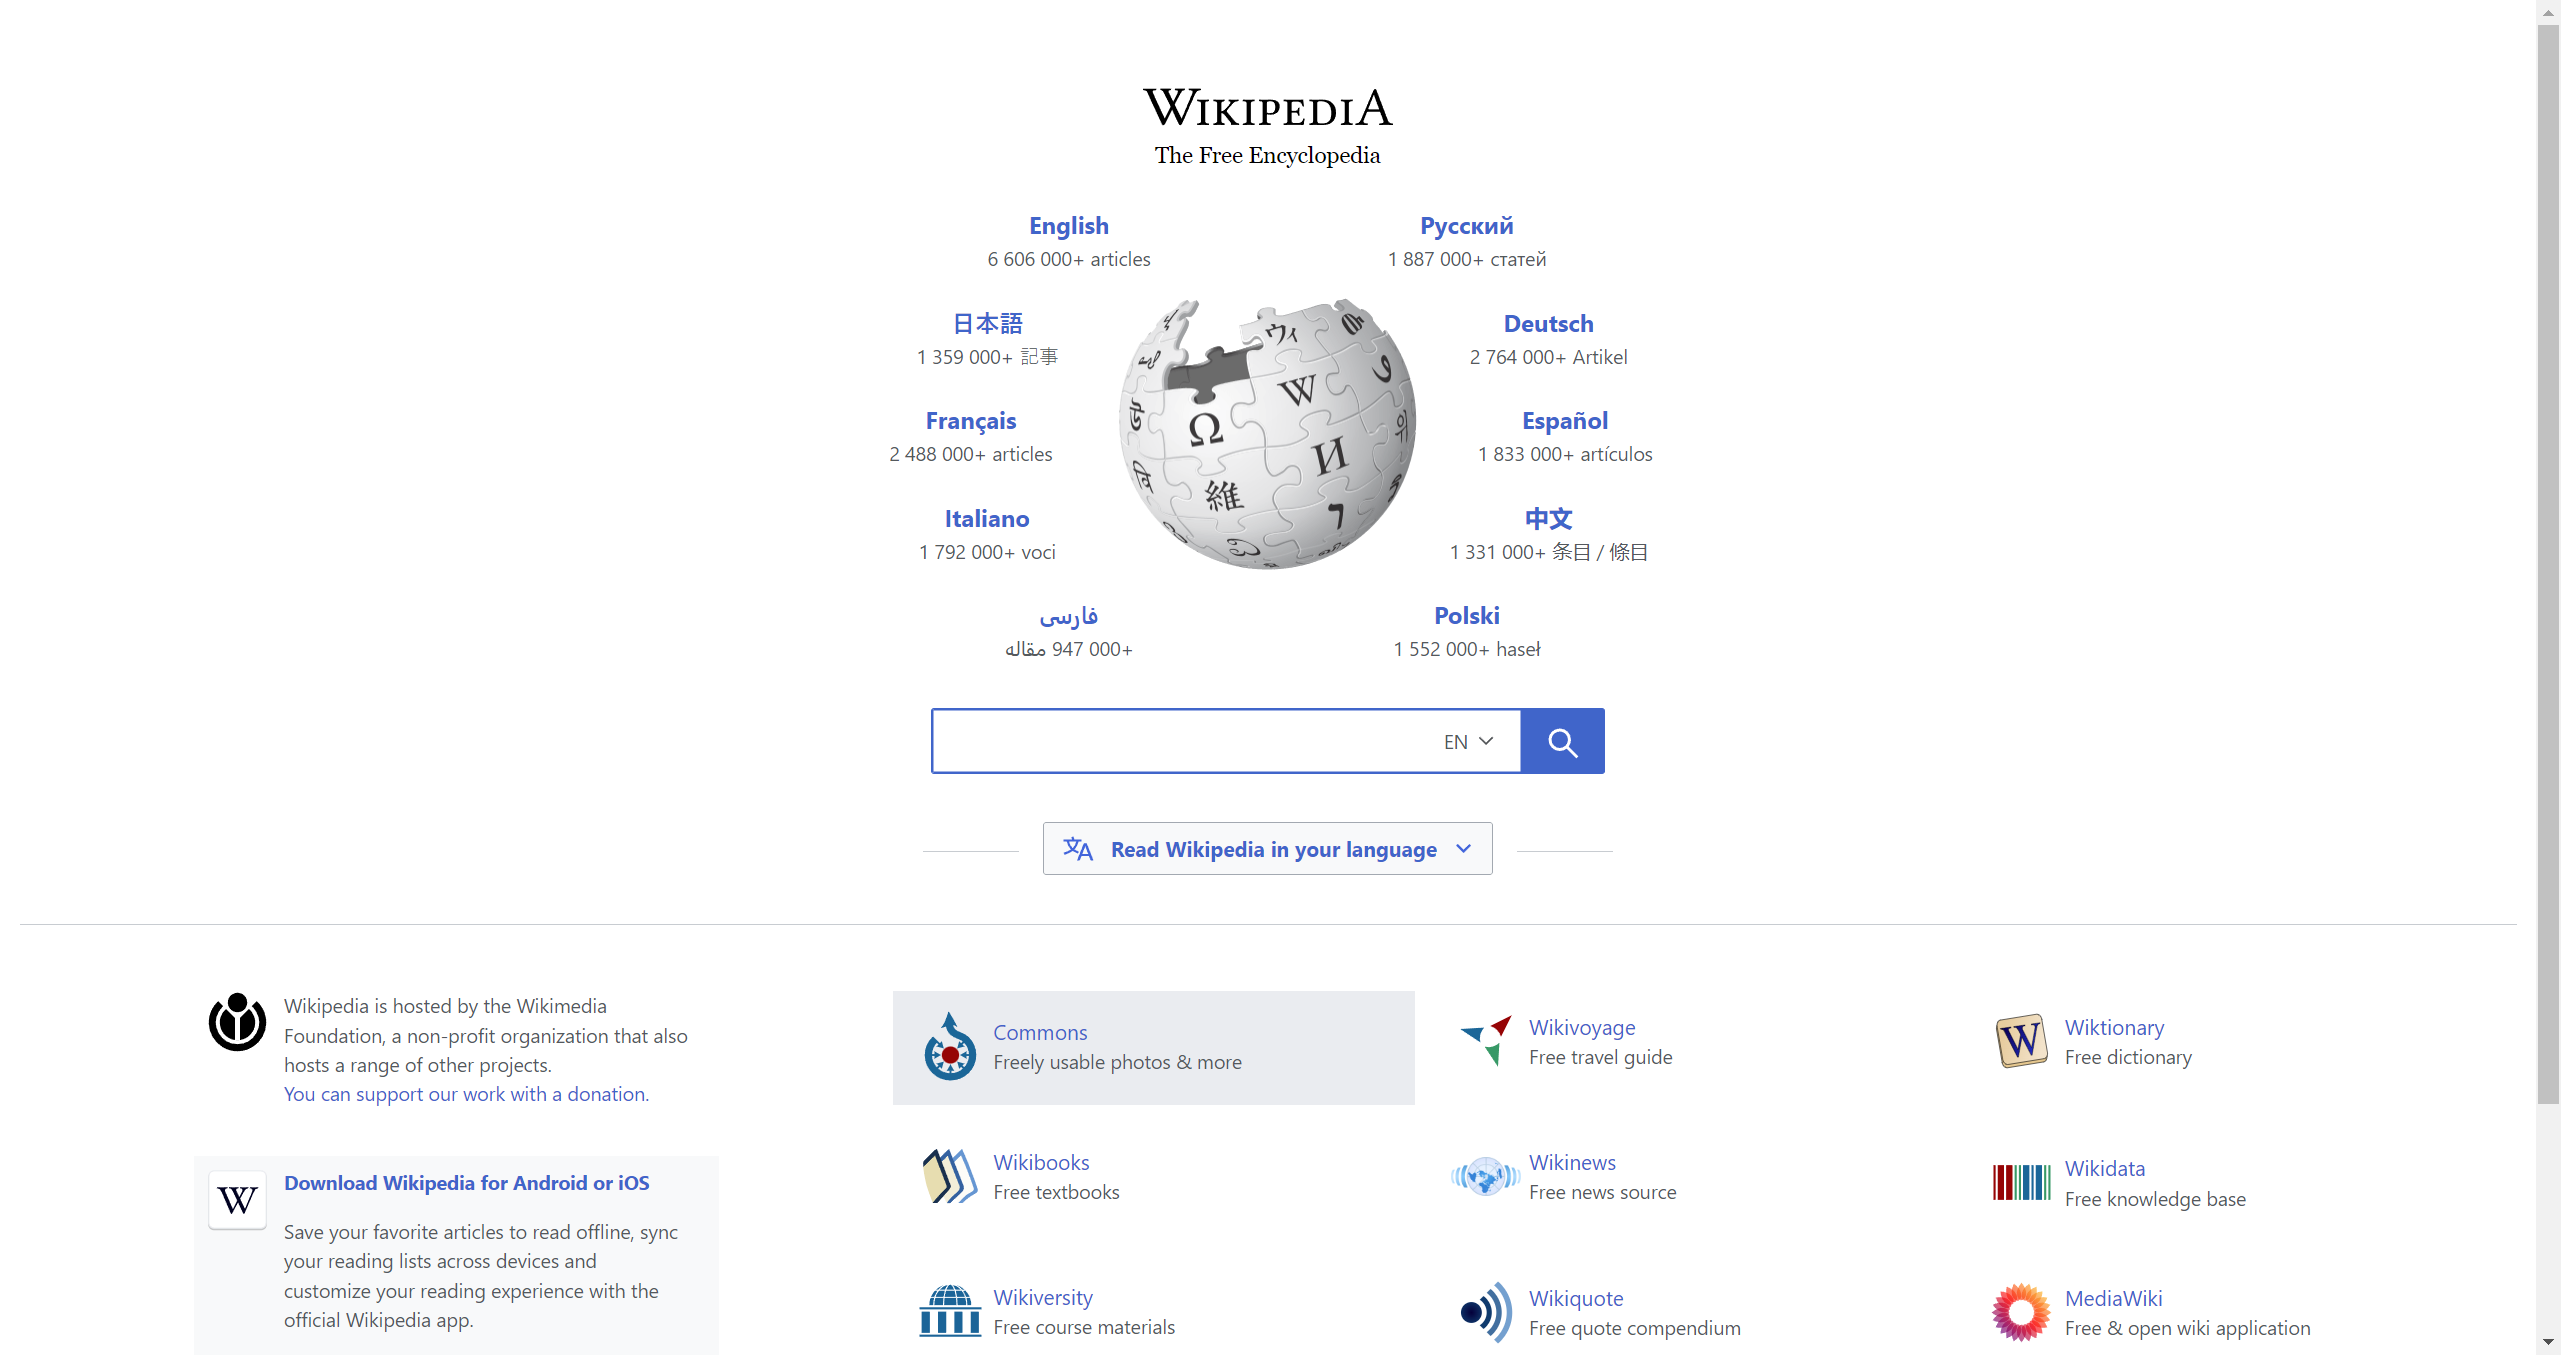 WIKIPEDIA
The Free Encyclopedia
English
6 606 000+ articles
Русский
1 887 000+ статей
日本語
1 359 000+ 記事
Deutsch
2 764 000+ Artikel
Français
2 488 000+ articles
Español
1 833 000+ artículos
Italiano
1 792 000+ voci
中文
1 331 000+ 条目 / 條目
فارسی
۹۴۷ 000+ مقاله
Polski
1 552 000+ haseł
Ω
W
И
維
ウィ
EN
Read Wikipedia in your language
Wikipedia is hosted by the Wikimedia
Foundation, a non-profit organization that also
hosts a range of other projects.
You can support our work with a donation.
W
Download Wikipedia for Android or iOS
Save your favorite articles to read offline, sync
your reading lists across devices and
customize your reading experience with the
official Wikipedia app.
Commons
Freely usable photos & more
Wikivoyage
Free travel guide
W
Wiktionary
Free dictionary
Wikibooks
Free textbooks
Wikinews
Free news source
Wikidata
Free knowledge base
Wikiversity
Free course materials
Wikiquote
Free quote compendium
MediaWiki
Free & open wiki application